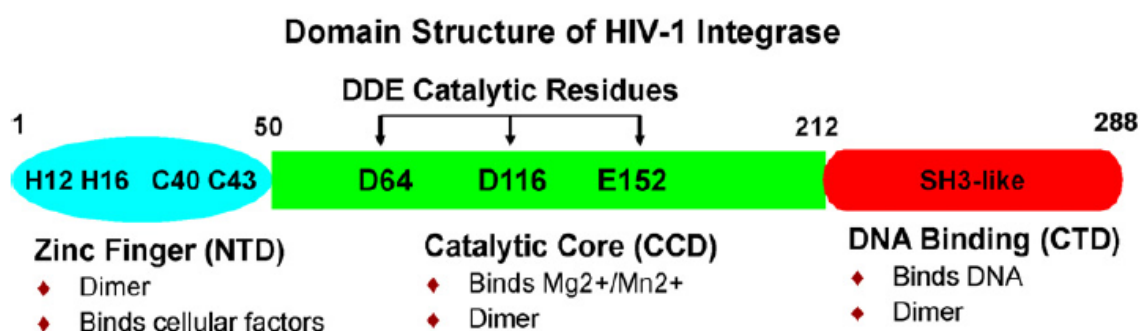 Domain Structure of HIV-1 Integrase
DDE Catalytic Residues
1 50 212 288
H12 H16 C40 C43 D64 D116 E152 SH3-like
Zinc Finger (NTD) Catalytic Core (CCD) DNA Binding (CTD)
♦ Dimer ♦ Binds Mg2+/Mn2+ ♦ Binds DNA
♦ Binds cellular factors ♦ Dimer ♦ Dimer